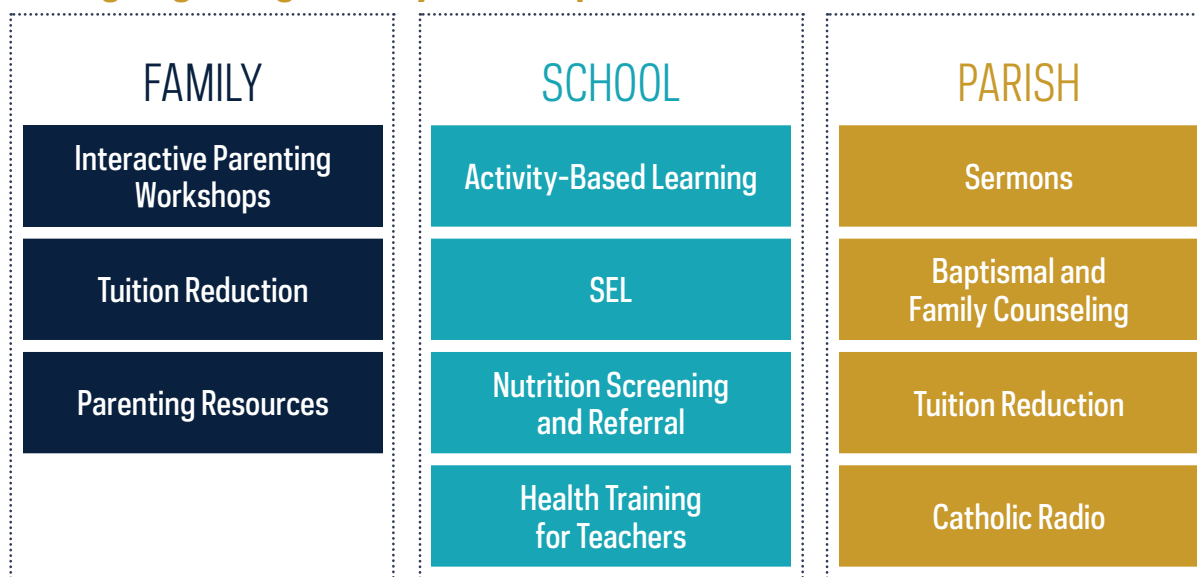 FAMILY
Interactive Parenting
Workshops
Tuition Reduction
Parenting Resources
SCHOOL
Activity-Based Learning
SEL
Nutrition Screening
and Referral
Health Training
for Teachers
PARISH
Sermons
Baptismal and
Family Counseling
Tuition Reduction
Catholic Radio